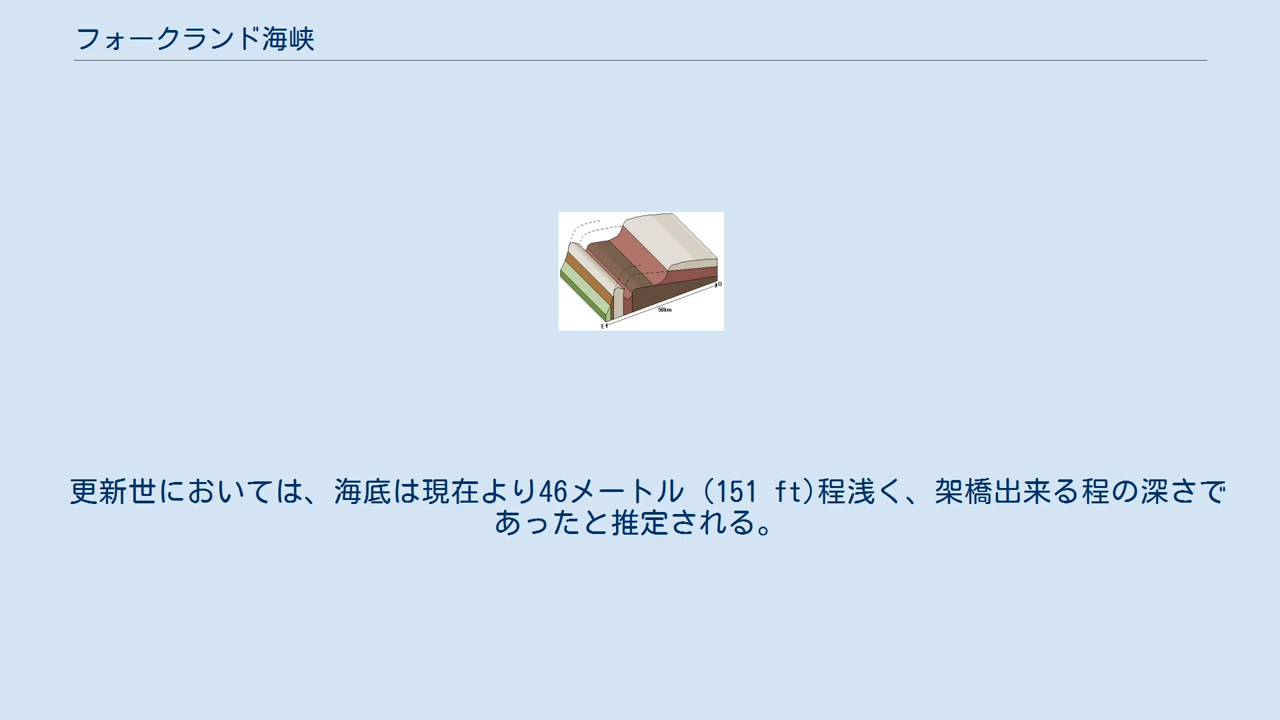 フォークランド海峡
O
50km
E
更新世においては、海底は現在より46メートル (151 ft)程浅く、架橋出来る程の深さで
あったと推定される。